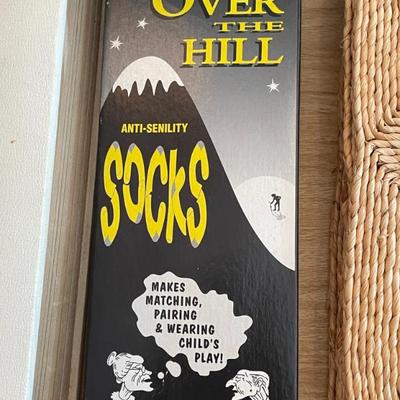 OVER
THE
HILL
ANTI-SENILITY
SOCKS
MAKES
MATCHING,
PAIRING
& WEARING
CHILD'S
PLAY!